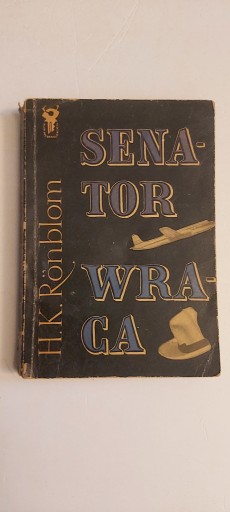 SENA-
TOR
WRA-
CA
H.K. Rönblom